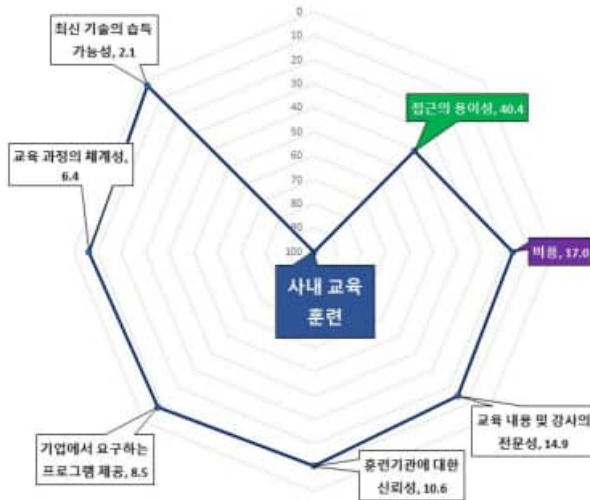 0
10
20
30
40
50
60
70
80
90
100
최신 기술의 습득
가능성, 2.1
접근의 용이성, 40.4
교육 과정의 체계성,
6.4
비용, 17.0
사내 교육
훈련
교육 내용 및 강사의
전문성, 14.9
기업에서 요구하는
프로그램 제공, 8.5
훈련기관에 대한
신뢰성, 10.6